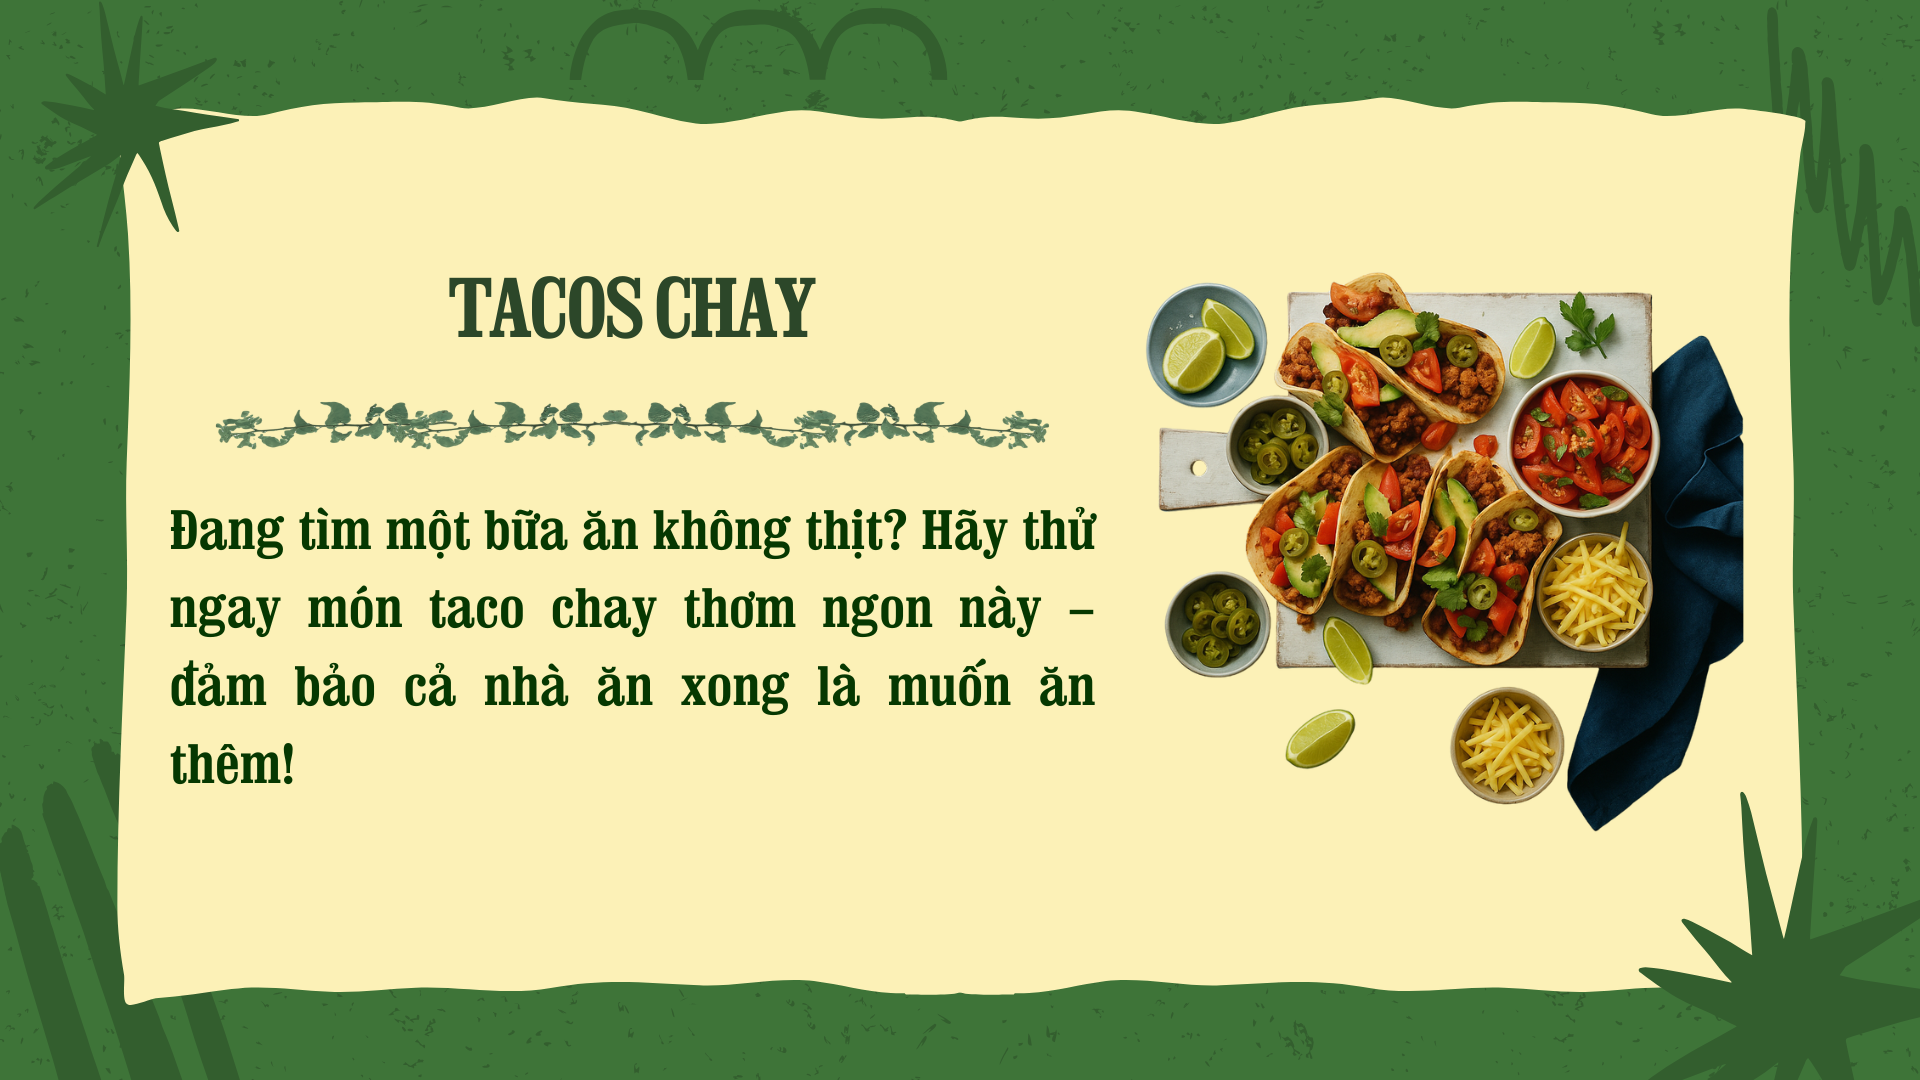 TACOS CHAY
Đang tìm một bữa ăn không thịt? Hãy thử
ngay món taco chay thơm ngon này –
đảm bảo cả nhà ăn xong là muốn ăn
thêm!